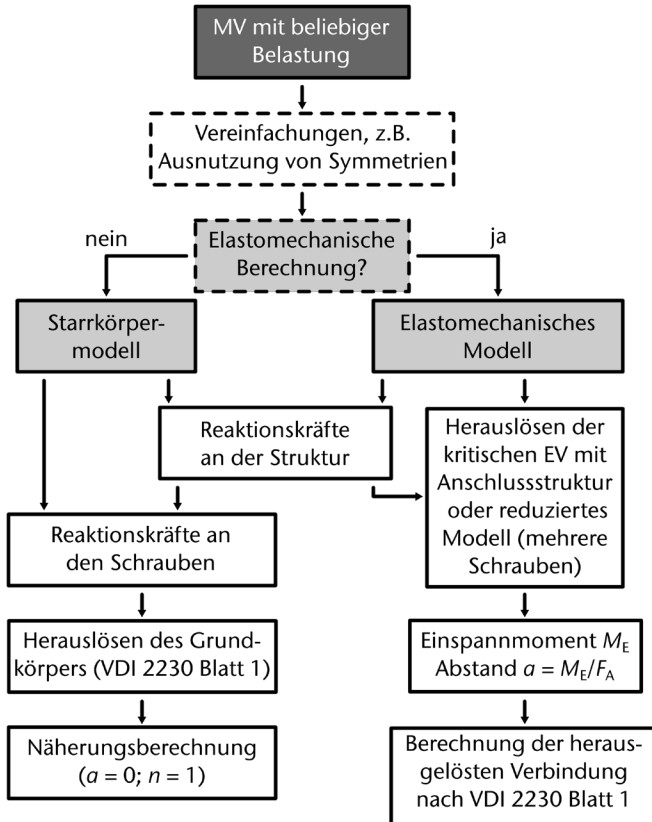 MV mit beliebiger
Belastung
Vereinfachungen, z.B.
Ausnutzung von Symmetrien
nein
Elastomechanische
Berechnung?
ja
Starrkörper-
modell
Elastomechanisches
Modell
Reaktionskräfte
an der Struktur
Herauslösen der
kritischen EV mit
Anschlussstruktur
oder reduziertes
Modell (mehrere
Schrauben)
Reaktionskräfte an
den Schrauben
Herauslösen des Grund-
körpers (VDI 2230 Blatt 1)
Einspannmoment M_E
Abstand a = M_E/F_A
Näherungsberechnung
(a = 0; n = 1)
Berechnung der heraus-
gelösten Verbindung
nach VDI 2230 Blatt 1